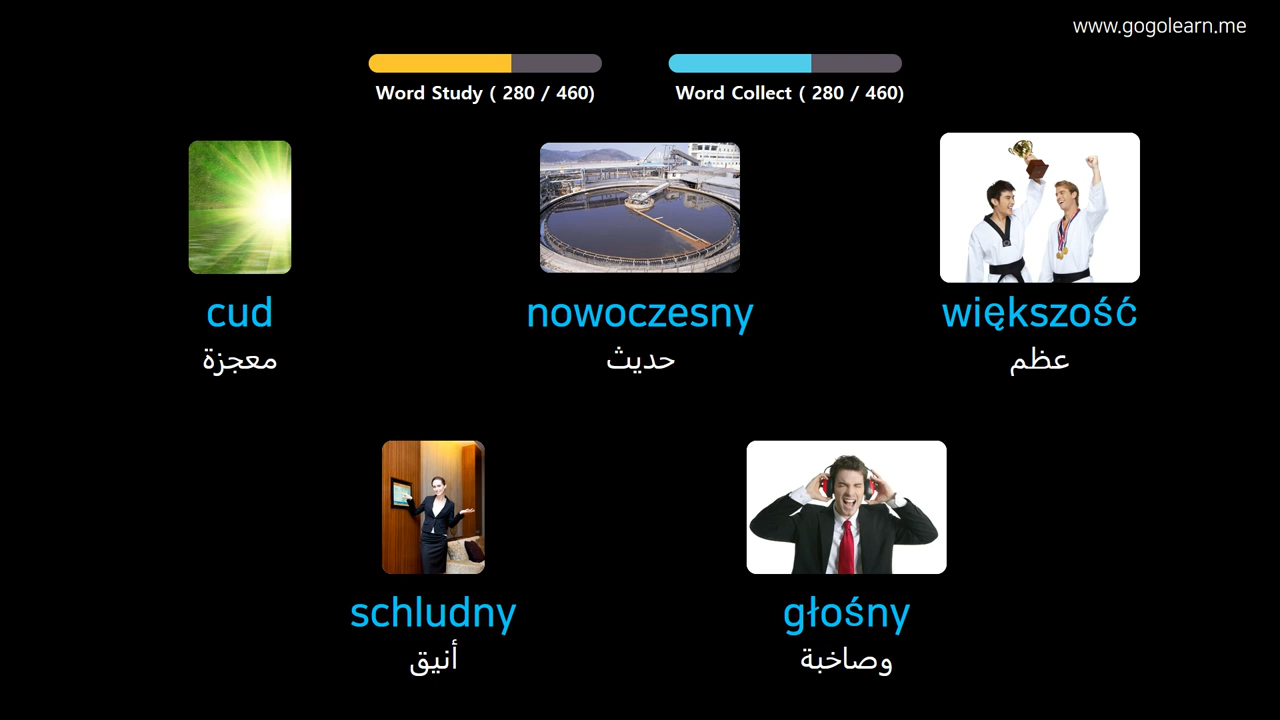 www.gogolearn.me
Word Study ( 280 / 460)
Word Collect ( 280 / 460)
cud
معجزة
nowoczesny
حديث
większość
عظم
schludny
أنيق
głośny
وصاخبة